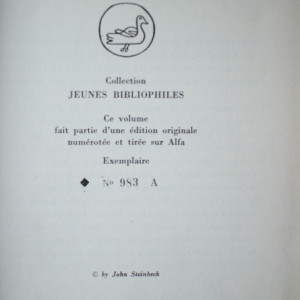 Collection
JEUNES BIBLIOPHILES
Ce volume
fait partie d'une édition originale
numérotée et tirée sur Alfa
Exemplaire
◆ No 983 A
© by John Steinbeck